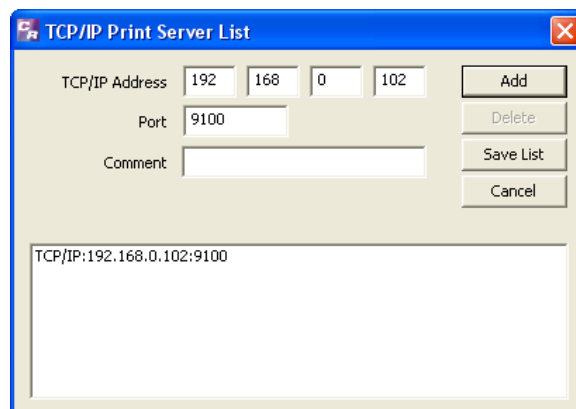 CR TCP/IP Print Server List
TCP/IP Address 192 168 0 102 Add
Port 9100 Delete
Comment Save List
Cancel
TCP/IP:192.168.0.102:9100